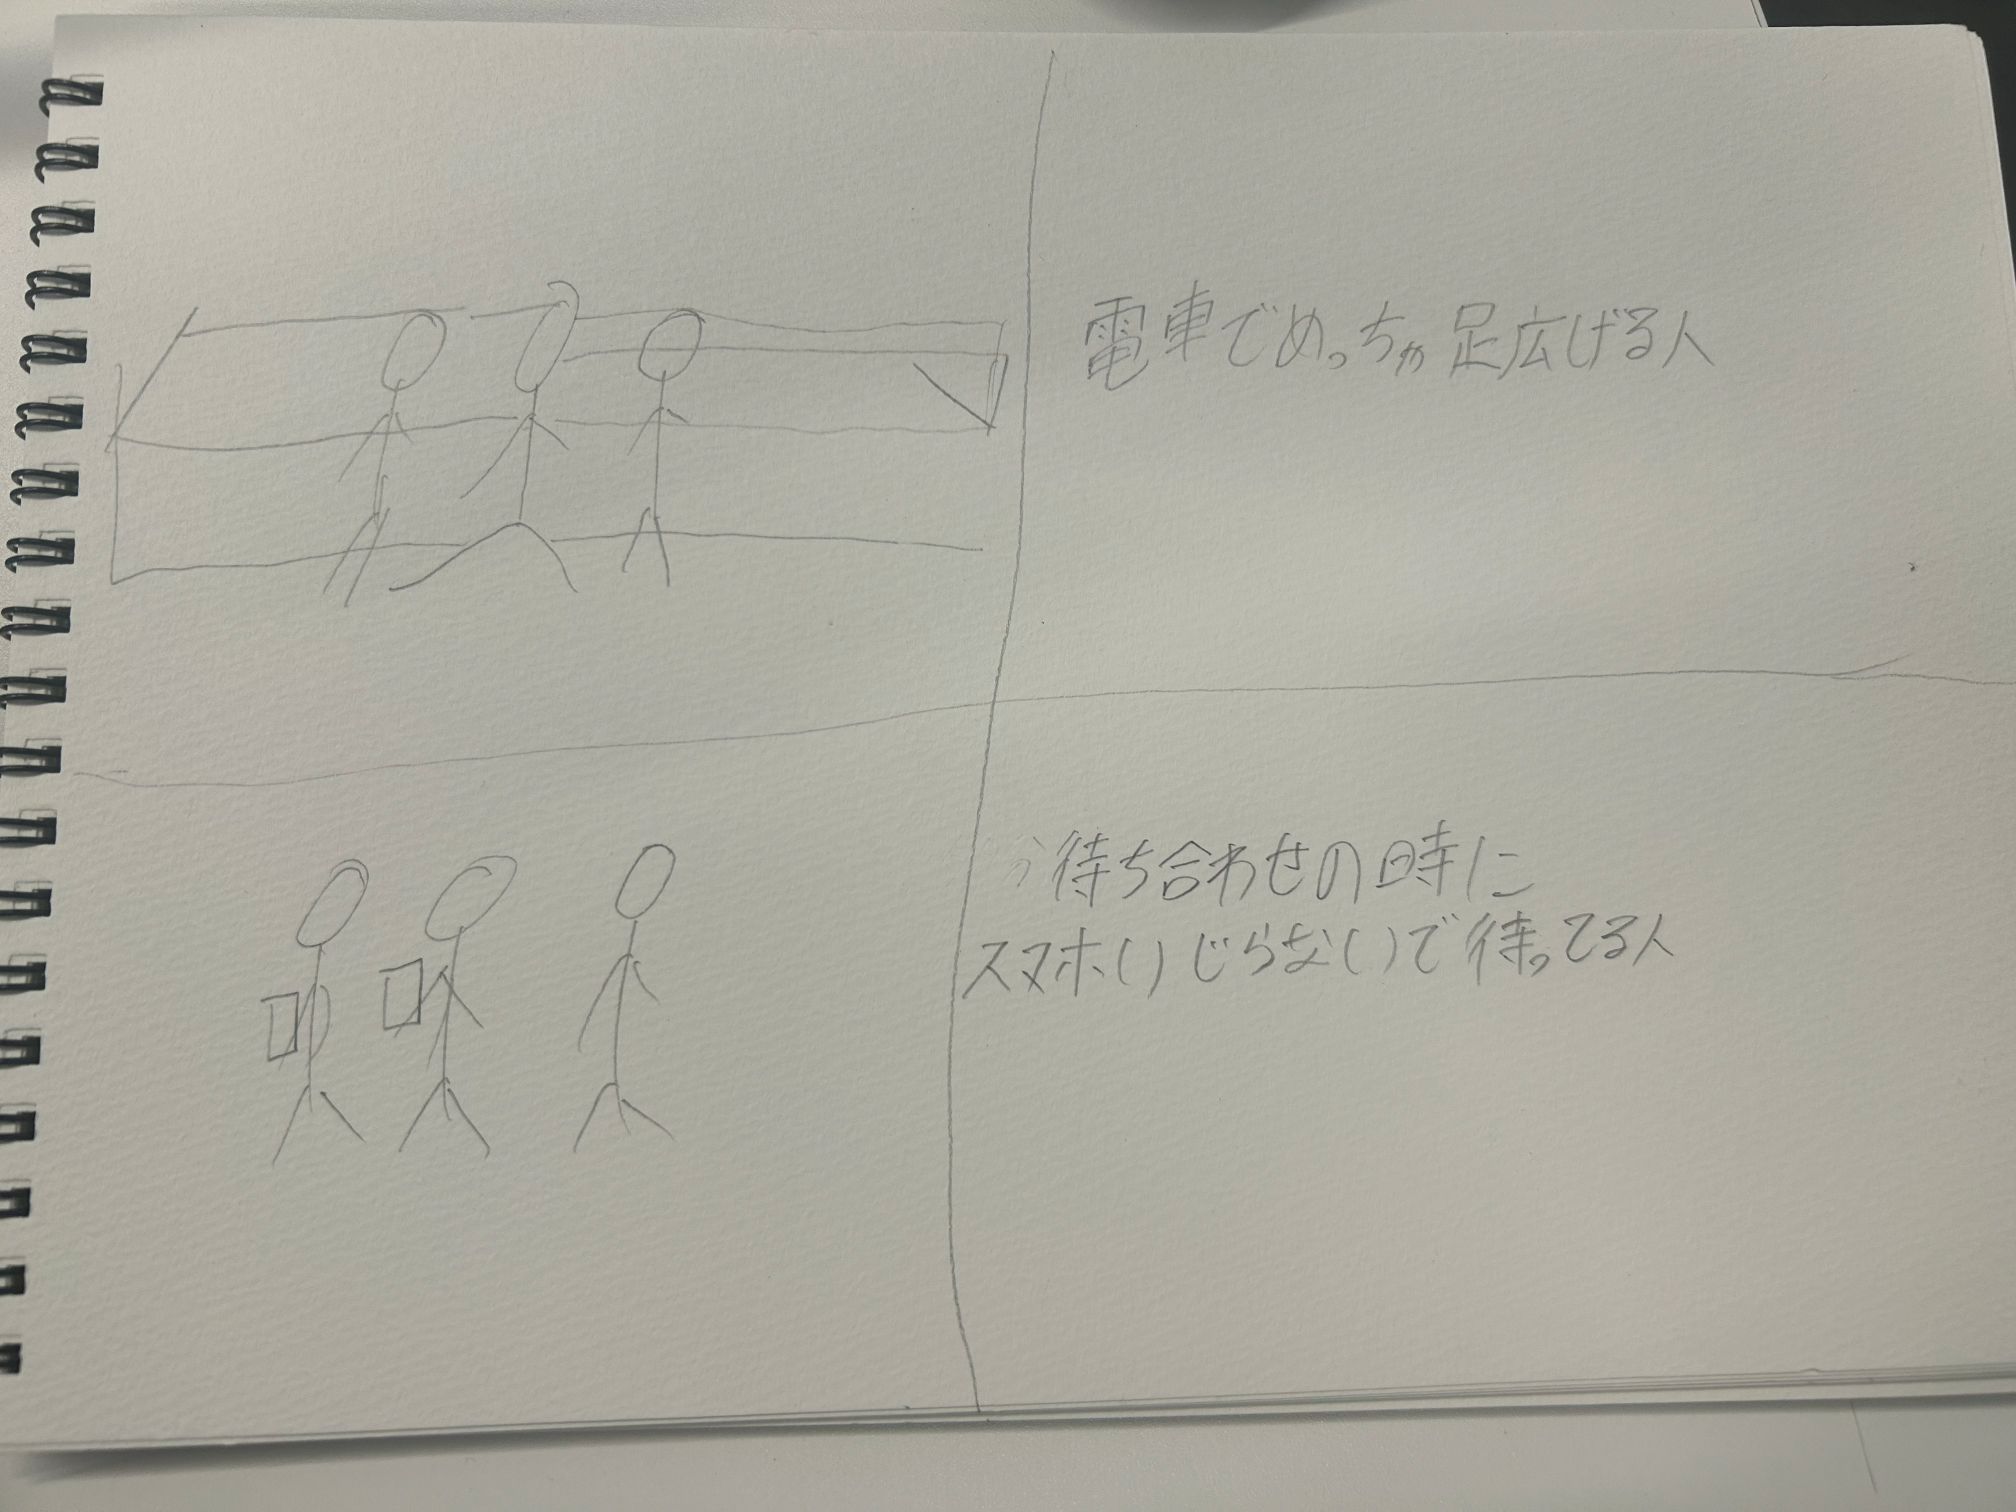 電車でめっちゃ足広げる人
待ち合わせの時に
スマホいじらないで待ってる人